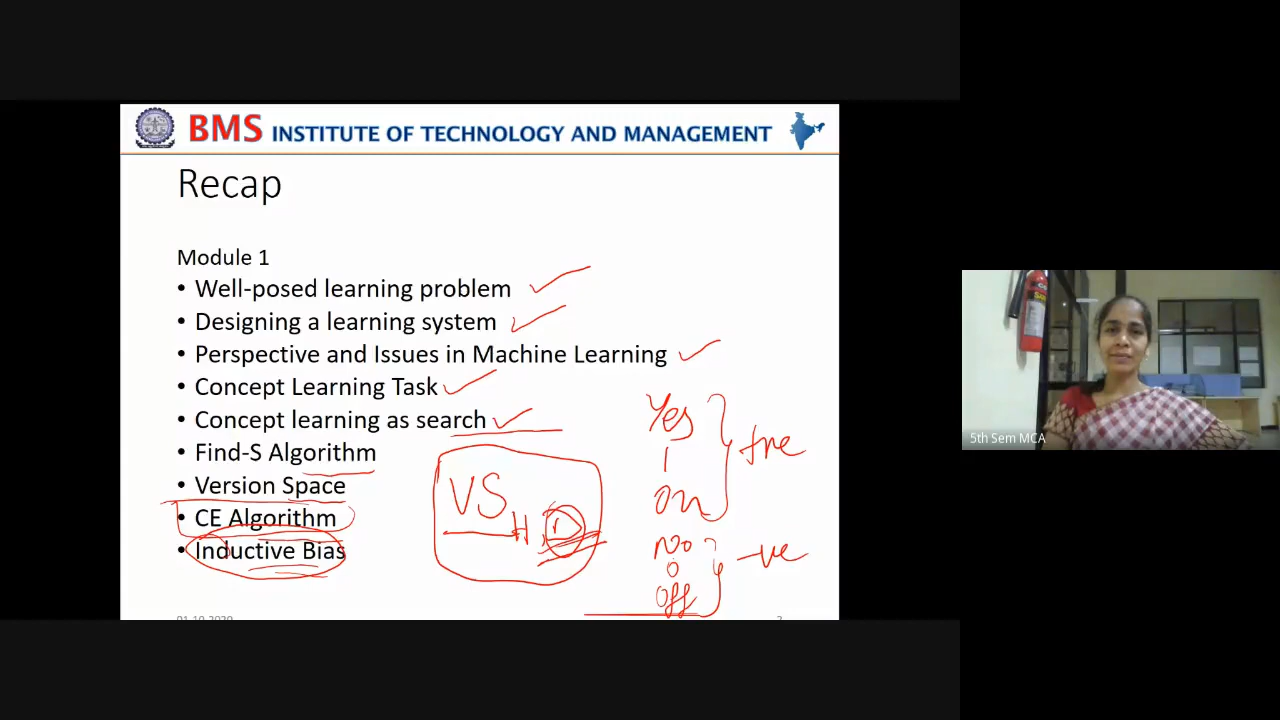 BMS INSTITUTE OF TECHNOLOGY AND MANAGEMENT
Recap
Module 1
• Well-posed learning problem
• Designing a learning system
• Perspective and Issues in Machine Learning
• Concept Learning Task
• Concept learning as search
• Find-S Algorithm
• Version Space
• CE Algorithm
• Inductive Bias
VS H, D
Yes
1
On
+ve
No
0
Off
-ve
5th Sem MCA